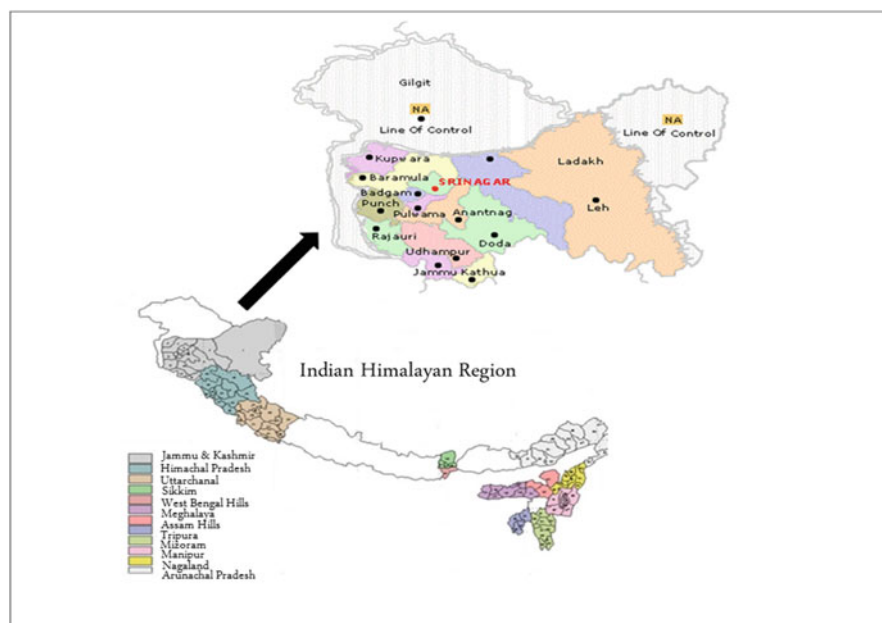 Gilgit
NA
Line Of Control
NA
Line Of Control
Kupwara
Ladakh
Baramula
SRINAGAR
Badgam
Punch
Leh
Pulwama
Anantnag
Rajauri
Doda
Udhampur
Jammu
Kathua
Indian Himalayan Region
Jammu & Kashmir
Himachal Pradesh
Uttarchanal
Sikkim
West Bengal Hills
Meghalaya
Assam Hills
Tripura
Mizoram
Manipur
Nagaland
Arunachal Pradesh